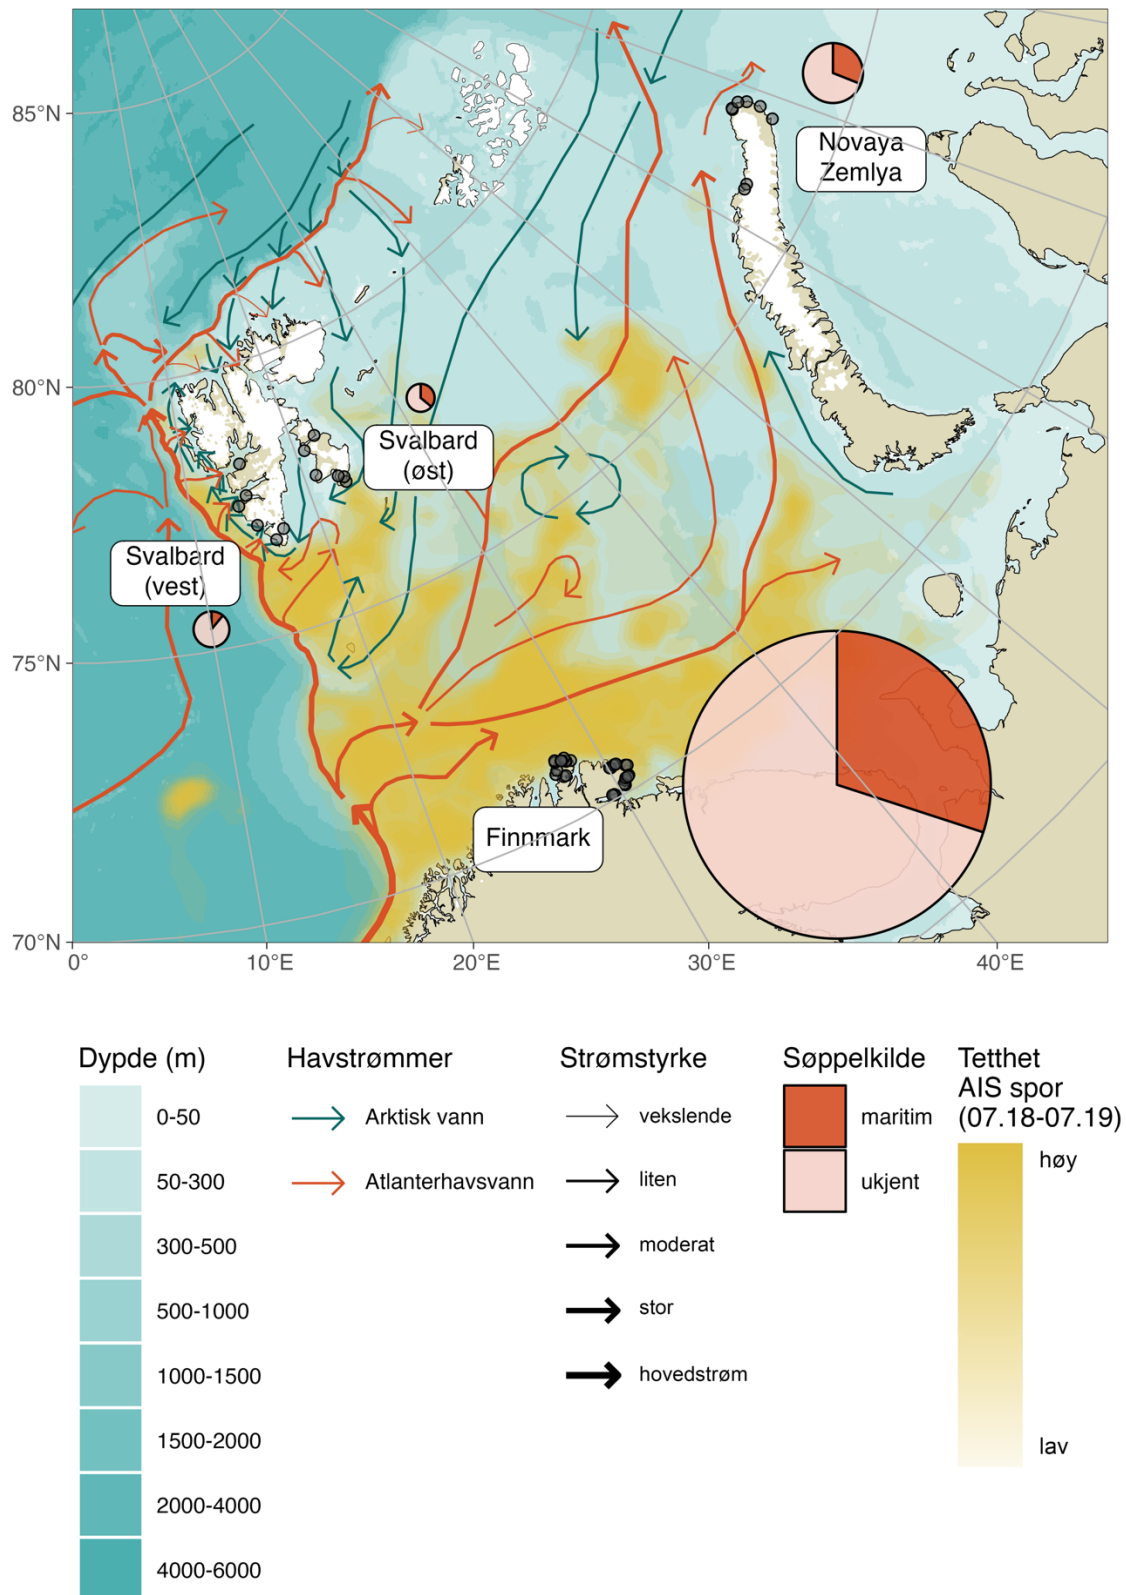 85°N
80°N
75°N
70°N
0°
10°E
20°E
30°E
40°E
Novaya
Zemlya
Svalbard
(øst)
Svalbard
(vest)
Finnmark
Dypde (m)
0-50
50-300
300-500
500-1000
1000-1500
1500-2000
2000-4000
4000-6000
Havstrømmer
Arktisk vann
Atlanterhavsvann
Strømstyrke
vekslende
liten
moderat
stor
hovedstrøm
Søppelkilde
maritim
ukjent
Tetthet
AIS spor
(07.18-07.19)
høy
lav